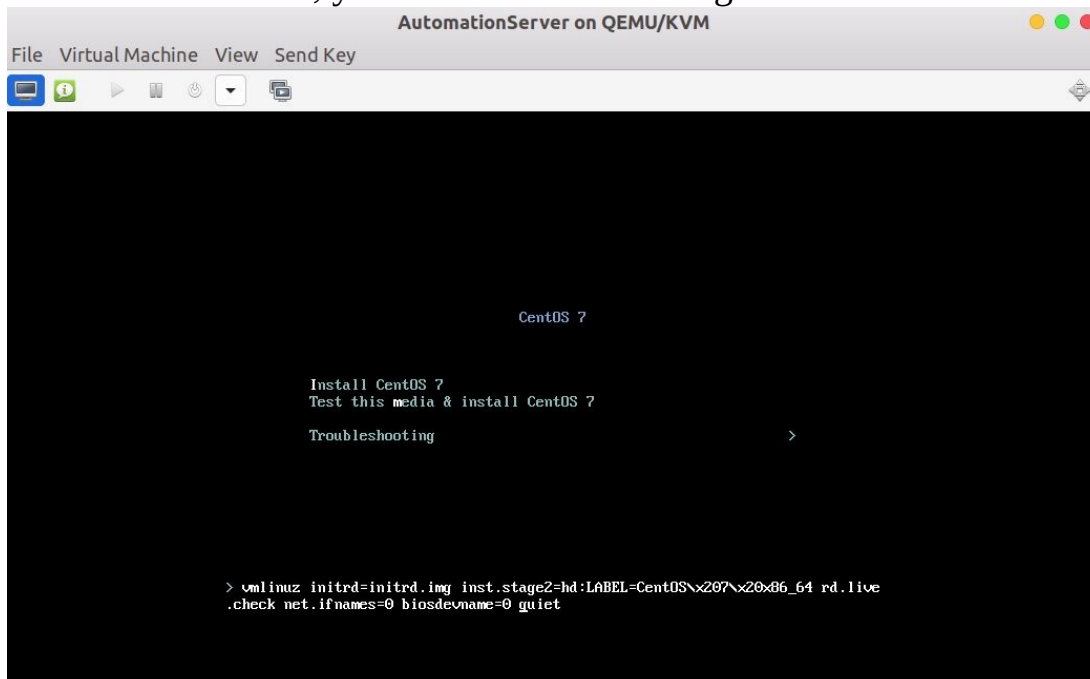 AutomationServer on QEMU/KVM
File Virtual Machine View Send Key
CentOS 7
Install CentOS 7
Test this media & install CentOS 7
Troubleshooting >
> vmlinuz initrd=initrd.img inst.stage2=hd:LABEL=CentOS\x207\x20x86_64 rd.live
.check net.ifnames=0 biosdevname=0 quiet